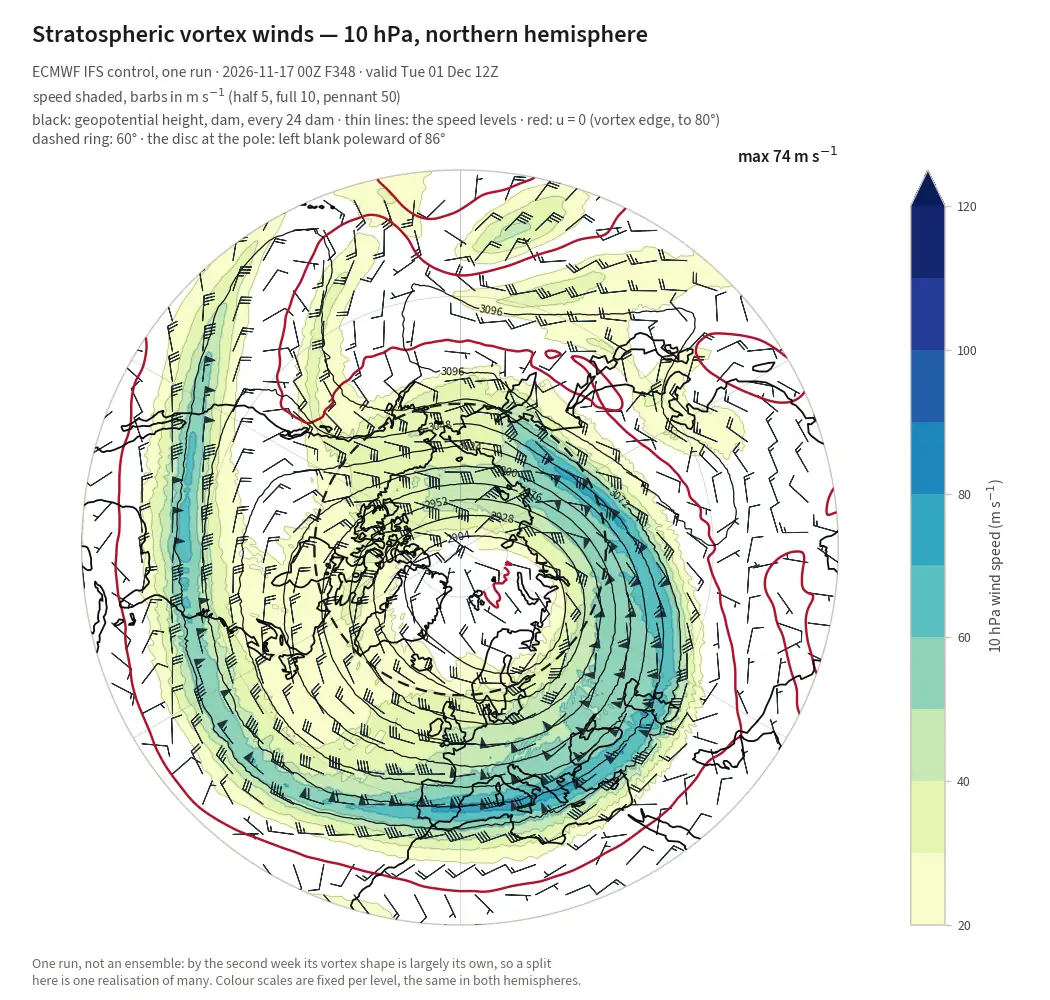 Stratospheric vortex winds — 10 hPa, northern hemisphere
ECMWF IFS control, one run · 2026-11-17 00Z F348 · valid Tue 01 Dec 12Z
speed shaded, barbs in m s⁻¹ (half 5, full 10, pennant 50)
black: geopotential height, dam, every 24 dam · thin lines: the speed levels · red: u = 0 (vortex edge, to 80°)
dashed ring: 60° · the disc at the pole: left blank poleward of 86°
max 74 m s⁻¹
120
100
80
60
40
20
10 hPa wind speed (m s⁻¹)
3096
3096
2952
2928
One run, not an ensemble: by the second week its vortex shape is largely its own, so a split
here is one realisation of many. Colour scales are fixed per level, the same in both hemispheres.